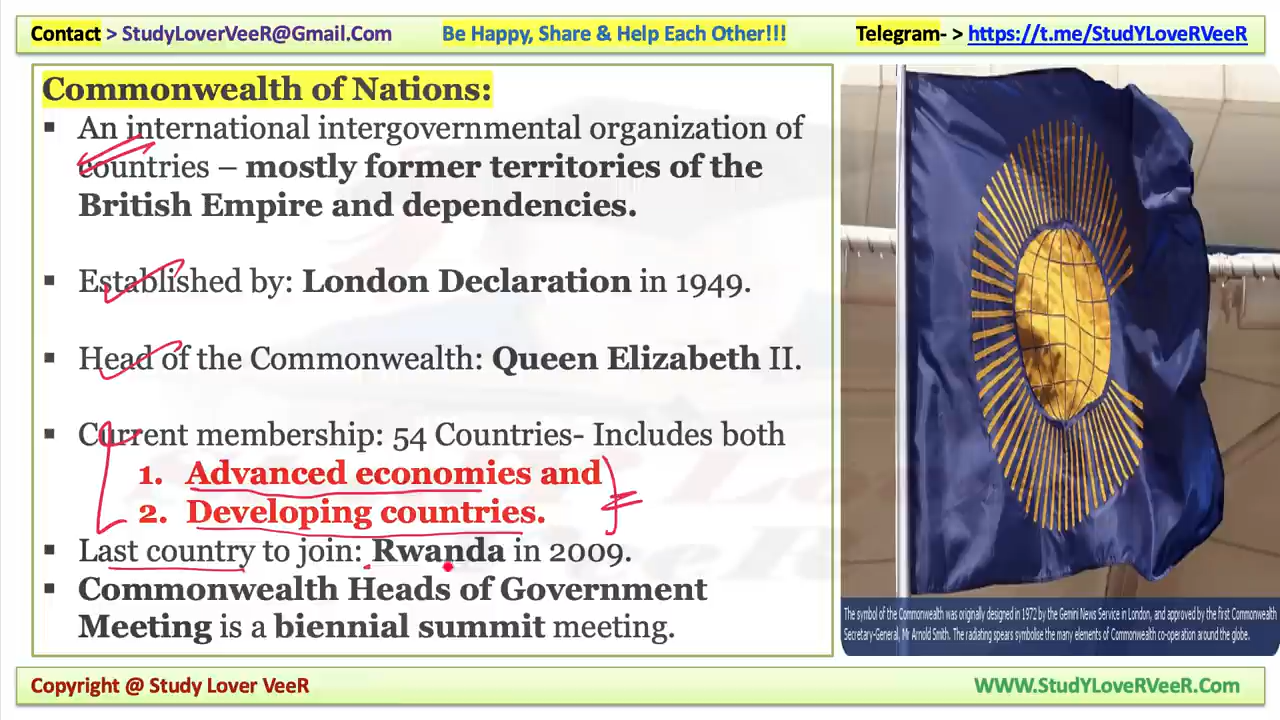 Contact > StudyLoverVeeR@Gmail.Com
Be Happy, Share & Help Each Other!!!
Telegram- > https://t.me/StudYLoveRVeeR
Commonwealth of Nations:
▪ An international intergovernmental organization of
countries – mostly former territories of the
British Empire and dependencies.
▪ Established by: London Declaration in 1949.
▪ Head of the Commonwealth: Queen Elizabeth II.
▪ Current membership: 54 Countries- Includes both
1. Advanced economies and
2. Developing countries.
▪ Last country to join: Rwanda in 2009.
▪ Commonwealth Heads of Government
Meeting is a biennial summit meeting.
The symbol of the Commonwealth was originally designed in 1972 by the Gemini News Service in London, and approved by the first Commonwealth
Secretary-General, Mr Arnold Smith. The radiating spears symbolise the many elements of Commonwealth co-operation around the globe.
Copyright @ Study Lover VeeR
WWW.StudYLoveRVeeR.Com